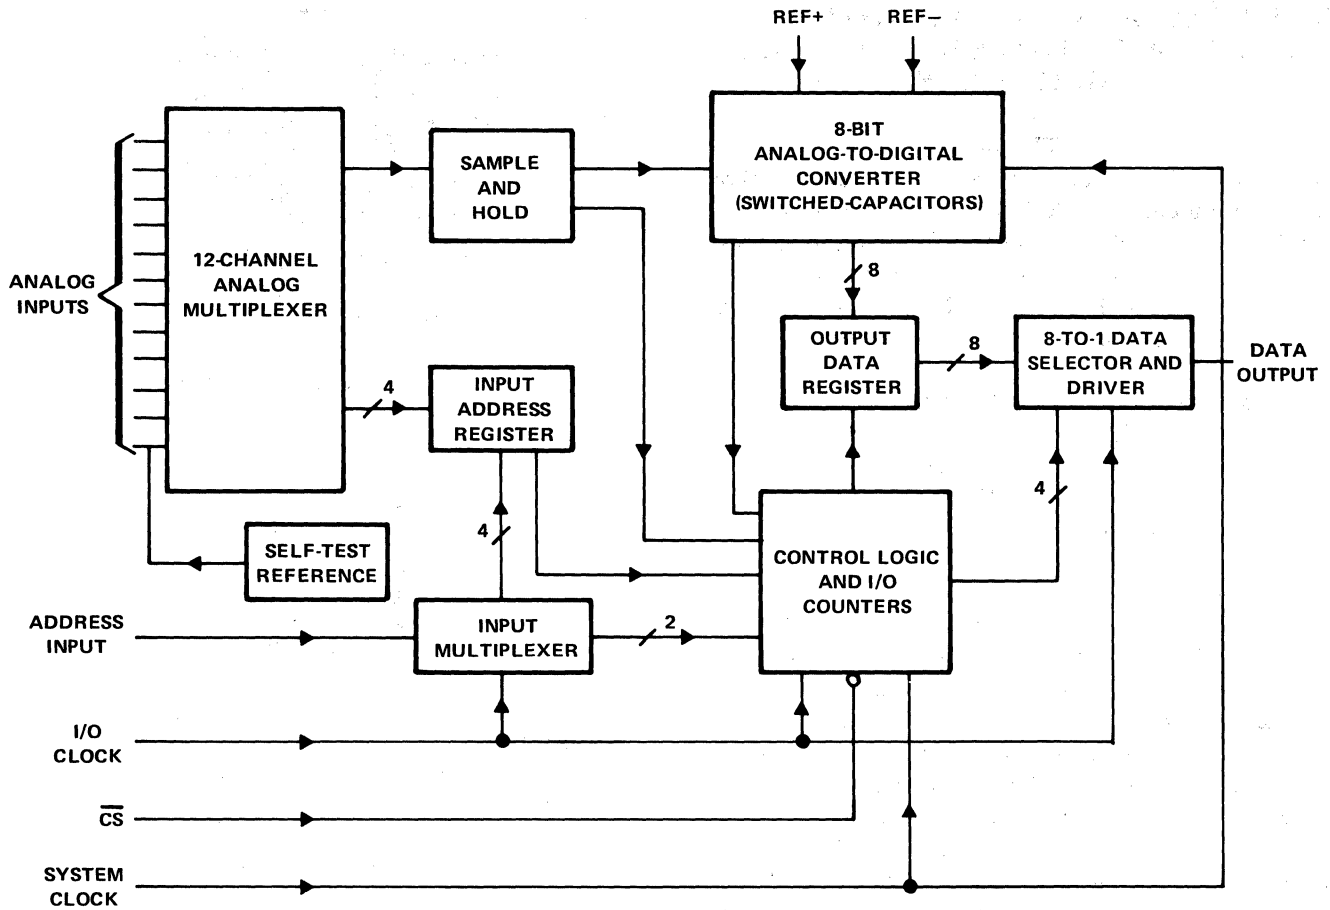 REF+
REF−
8-BIT
ANALOG-TO-DIGITAL
CONVERTER
(SWITCHED-CAPACITORS)
SAMPLE
AND
HOLD
12-CHANNEL
ANALOG
MULTIPLEXER
ANALOG
INPUTS
8
OUTPUT
DATA
REGISTER
8
8-TO-1 DATA
SELECTOR AND
DRIVER
DATA
OUTPUT
4
INPUT
ADDRESS
REGISTER
4
4
SELF-TEST
REFERENCE
CONTROL LOGIC
AND I/O
COUNTERS
ADDRESS
INPUT
INPUT
MULTIPLEXER
2
I/O
CLOCK
C̅S̅
SYSTEM
CLOCK